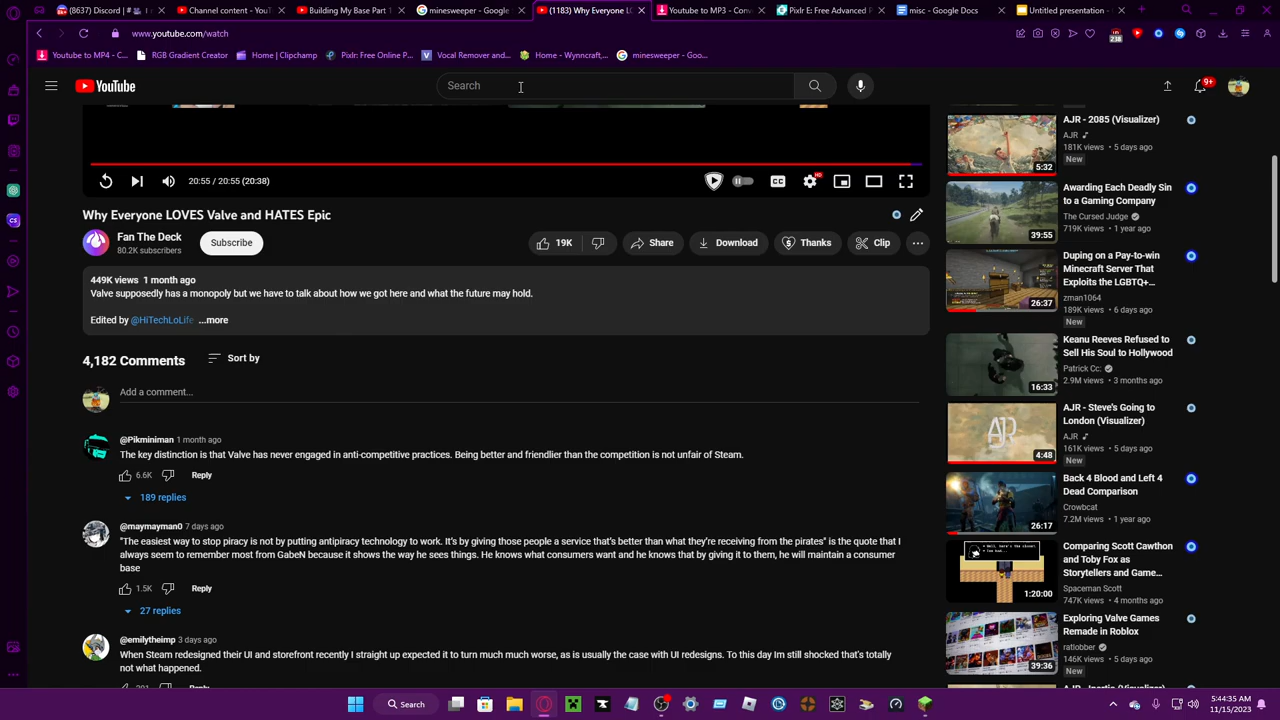 (8637) Discord | # 🎬 | m
Channel content - YouT
Building My Base Part 1
minesweeper - Google
(1183) Why Everyone LO
Youtube to MP3 - Conv
Pixlr E: Free Advanced F
misc - Google Docs
Untitled presentation -
www.youtube.com/watch
238
Youtube to MP4 - C...
RGB Gradient Creator
Home | Clipchamp
Pixlr: Free Online P...
Vocal Remover and...
Home - Wynncraft,...
minesweeper - Goo...
YouTube
Search
9+
20:55 / 20:55 (20:38)
CC
HD
Why Everyone LOVES Valve and HATES Epic
Fan The Deck
80.2K subscribers
Subscribe
19K
Share
Download
Thanks
Clip
449K views 1 month ago
Valve supposedly has a monopoly but we have to talk about how we got here and what the future may hold.
Edited by @HiTechLoLife ...more
4,182 Comments
Sort by
Add a comment...
@Pikminiman 1 month ago
The key distinction is that Valve has never engaged in anti-competitive practices. Being better and friendlier than the competition is not unfair of Steam.
6.6K
Reply
189 replies
@maymayman0 7 days ago
"The easiest way to stop piracy is not by putting antipiracy technology to work. It's by giving those people a service that's better than what they're receiving from the pirates" is the quote that I
always seem to remember most from GabeN because it shows the way he sees things. He knows what consumers want and he knows that by giving it to them, he will maintain a consumer
base
1.5K
Reply
27 replies
@emilytheimp 3 days ago
When Steam redesigned their UI and storefront recently I straight up expected it to turn much much worse, as is usually the case with UI redesigns. To this day Im still shocked that's totally
not what happened.
AJR - 2085 (Visualizer)
AJR
181K views • 5 days ago
New
5:32
Awarding Each Deadly Sin
to a Gaming Company
The Cursed Judge
719K views • 1 year ago
39:55
Duping on a Pay-to-win
Minecraft Server That
Exploits the LGBTQ+...
zman1064
189K views • 6 days ago
New
26:37
Keanu Reeves Refused to
Sell His Soul to Hollywood
Patrick Cc:
2.9M views • 3 months ago
16:33
AJR - Steve's Going to
London (Visualizer)
AJR
161K views • 5 days ago
New
4:48
Back 4 Blood and Left 4
Dead Comparison
Crowbcat
7.2M views • 1 year ago
26:17
Comparing Scott Cawthon
and Toby Fox as
Storytellers and Game...
Spaceman Scott
747K views • 4 months ago
1:20:00
Exploring Valve Games
Remade in Roblox
ratlobber
146K views • 5 days ago
New
39:36
Search
5:44:35 AM
11/15/2023